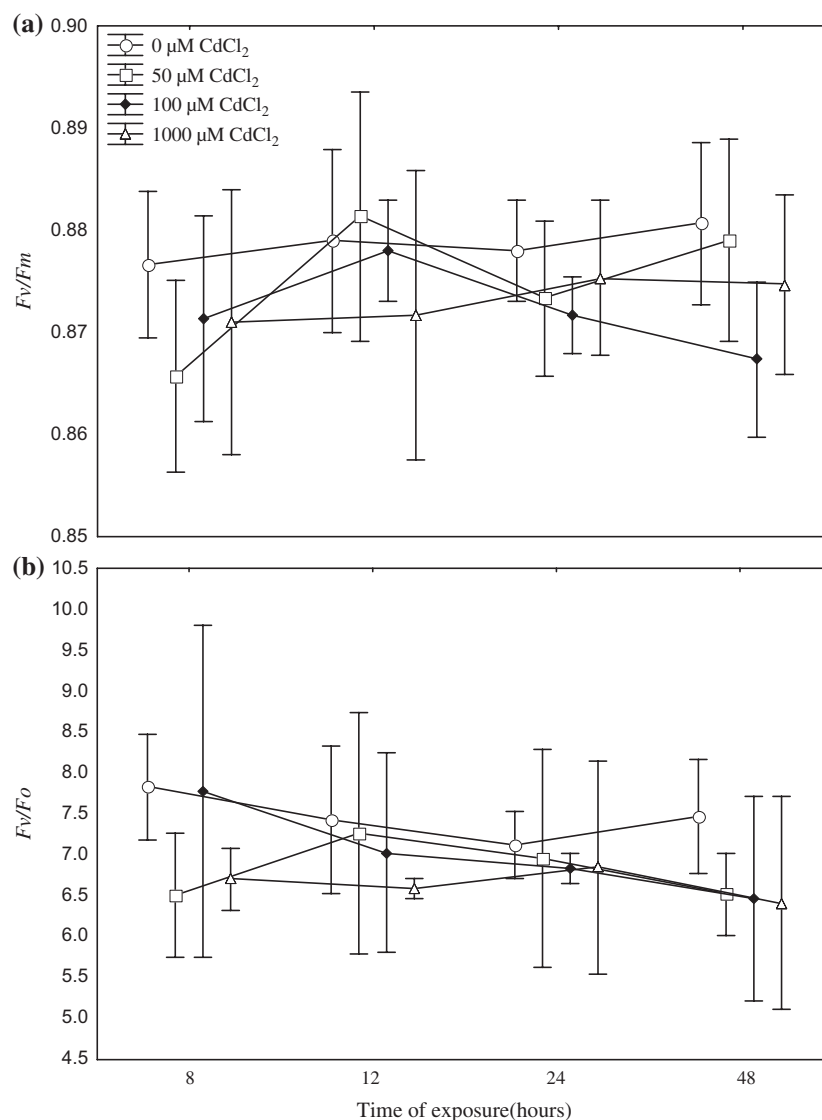 (a)
0.90
0.89
0.88
0.87
0.86
0.85
Fv/Fm
0 μM CdCl₂
50 μM CdCl₂
100 μM CdCl₂
1000 μM CdCl₂
(b)
10.5
10.0
9.5
9.0
8.5
8.0
7.5
7.0
6.5
6.0
5.5
5.0
4.5
Fv/Fo
8 12 24 48
Time of exposure(hours)